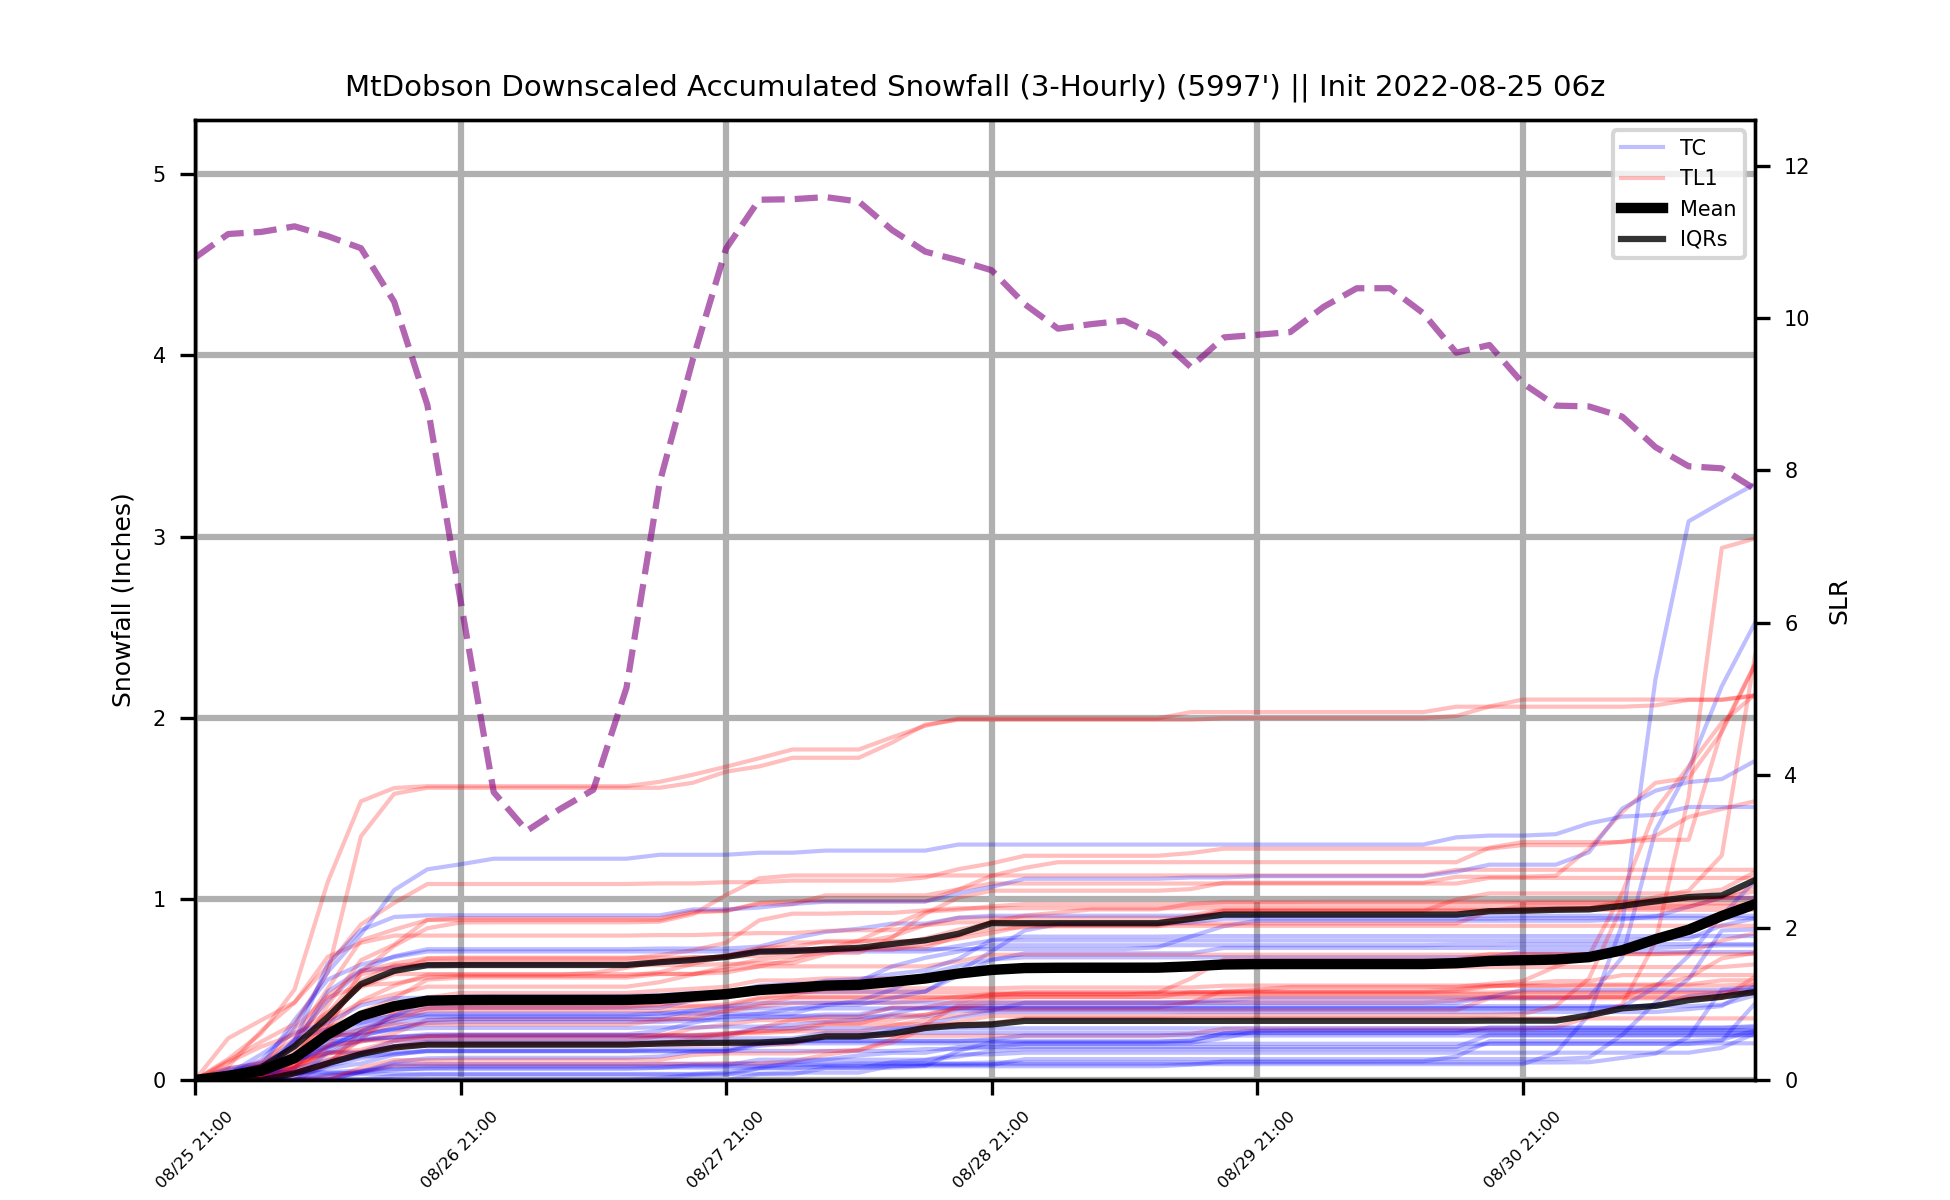 MtDobson Downscaled Accumulated Snowfall (3-Hourly) (5997') || Init 2022-08-25 06z
TC
TL1
Mean
IQRs
Snowfall (Inches)
5
4
3
2
1
0
12
10
8
6
4
2
0
SLR
08/25 21:00
08/26 21:00
08/27 21:00
08/28 21:00
08/29 21:00
08/30 21:00